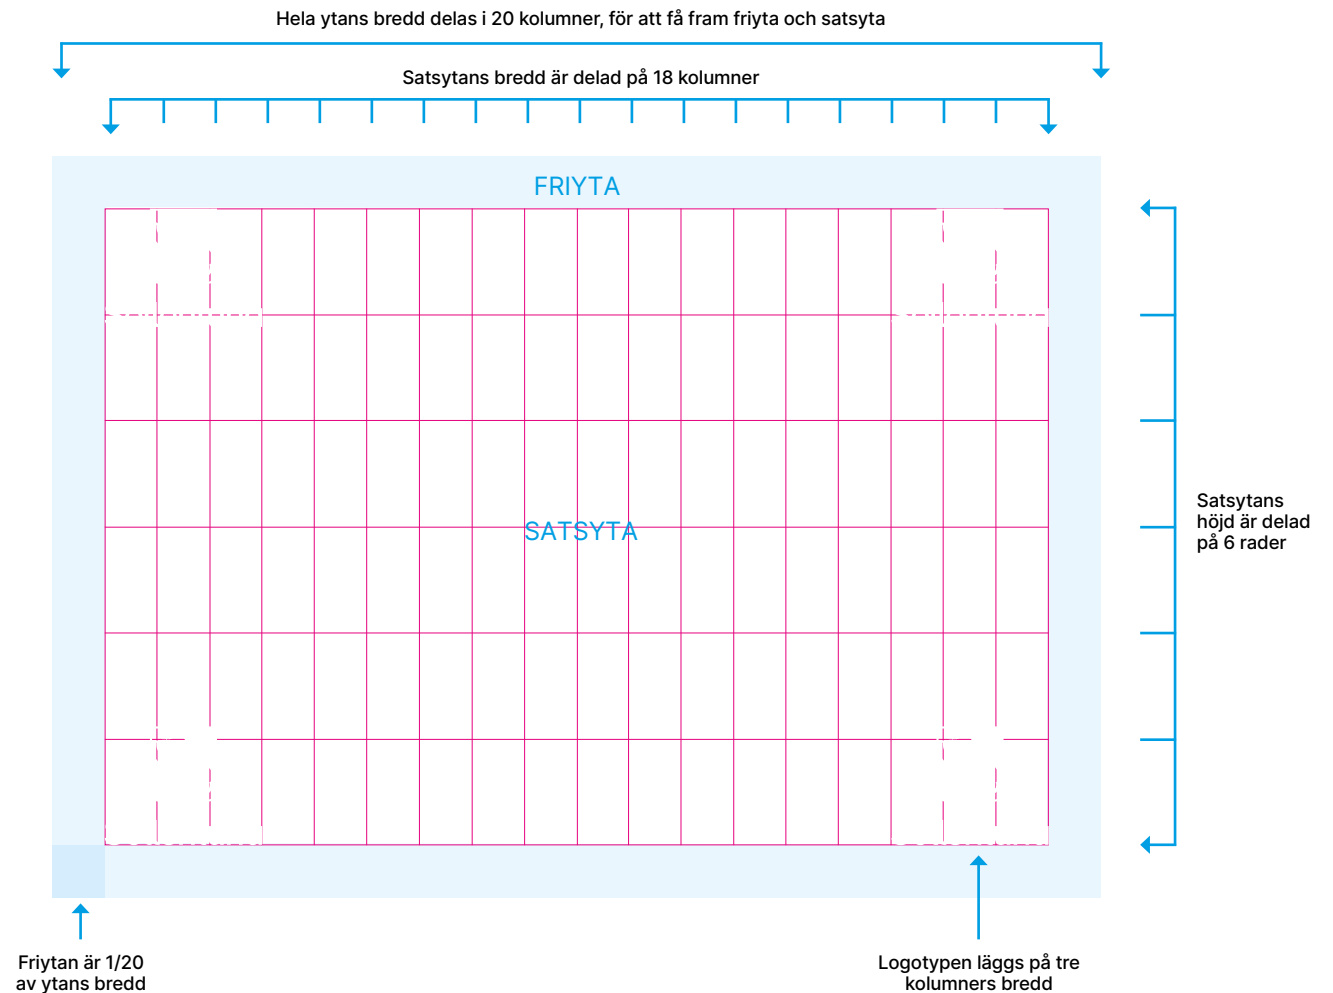 Hela ytans bredd delas i 20 kolumner, för att få fram friyta och satsyta
Satsytans bredd är delad på 18 kolumner
FRIYTA
SATSYTA
Satsytans
höjd är delad
på 6 rader
Friytan är 1/20
av ytans bredd
Logotypen läggs på tre
kolumners bredd